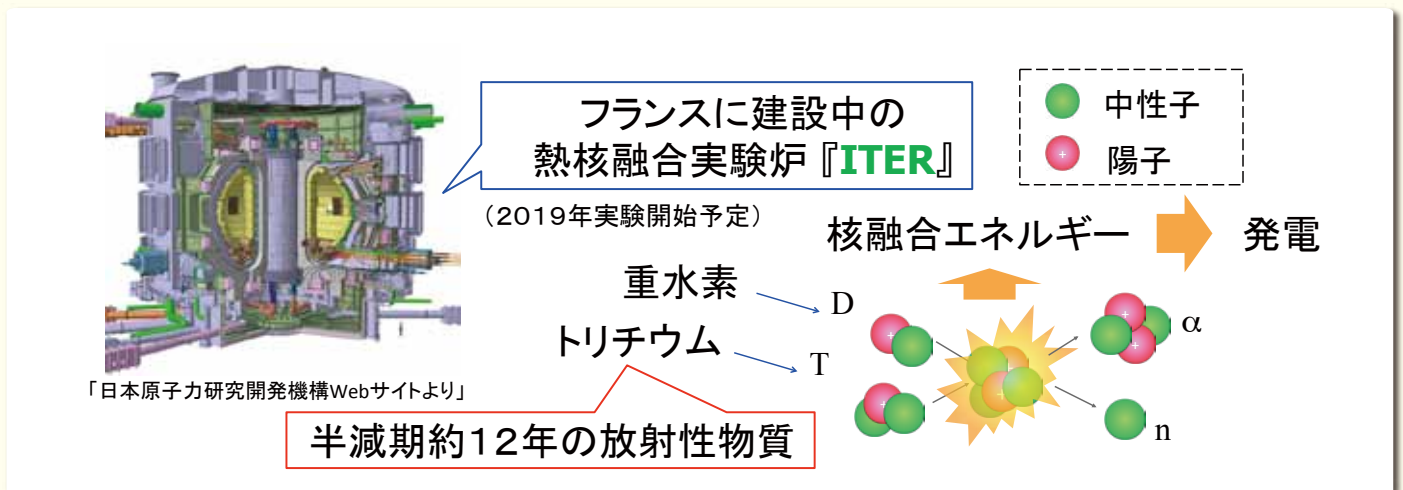 フランスに建設中の
熱核融合実験炉『ITER』
(2019年実験開始予定)
中性子
+ 陽子
核融合エネルギー
発電
重水素
D
トリチウム
T
α
n
「日本原子力研究開発機構Webサイトより」
半減期約12年の放射性物質